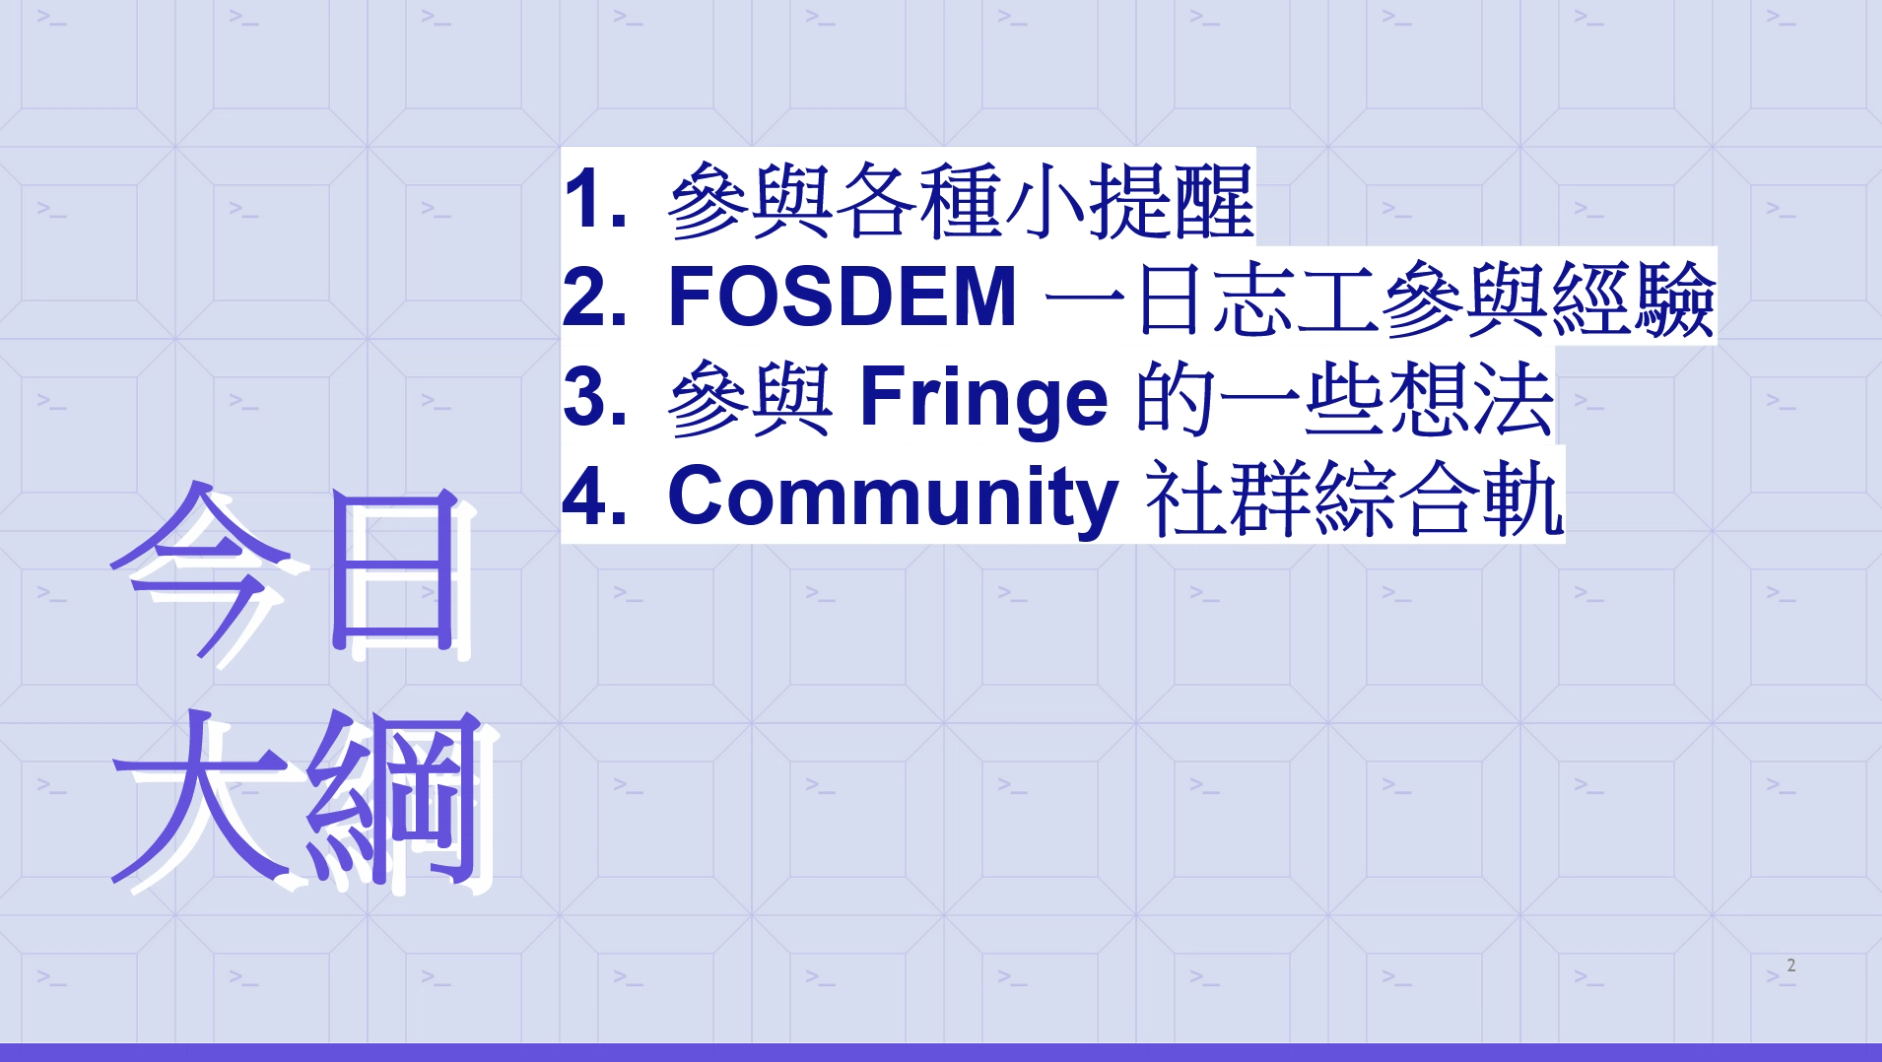 今日
大綱
1. 參與各種小提醒
2. FOSDEM 一日志工參與經驗
3. 參與 Fringe 的一些想法
4. Community 社群綜合軌
2